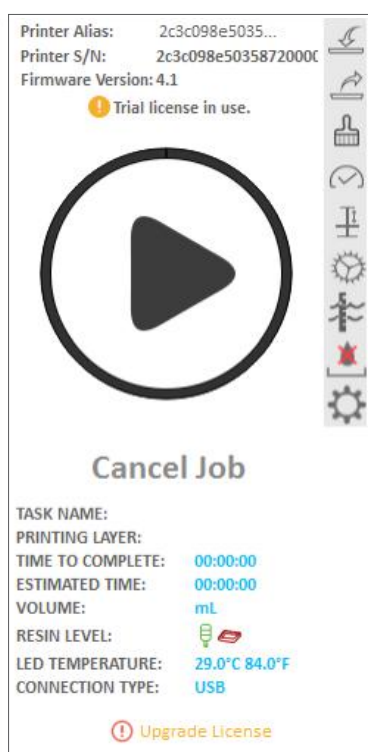 Printer Alias: 2c3c098e5035...
Printer S/N: 2c3c098e50358720000
Firmware Version: 4.1
Trial license in use.
Cancel Job
TASK NAME:
PRINTING LAYER:
TIME TO COMPLETE: 00:00:00
ESTIMATED TIME: 00:00:00
VOLUME: mL
RESIN LEVEL:
LED TEMPERATURE: 29.0°C 84.0°F
CONNECTION TYPE: USB
Upgrade License